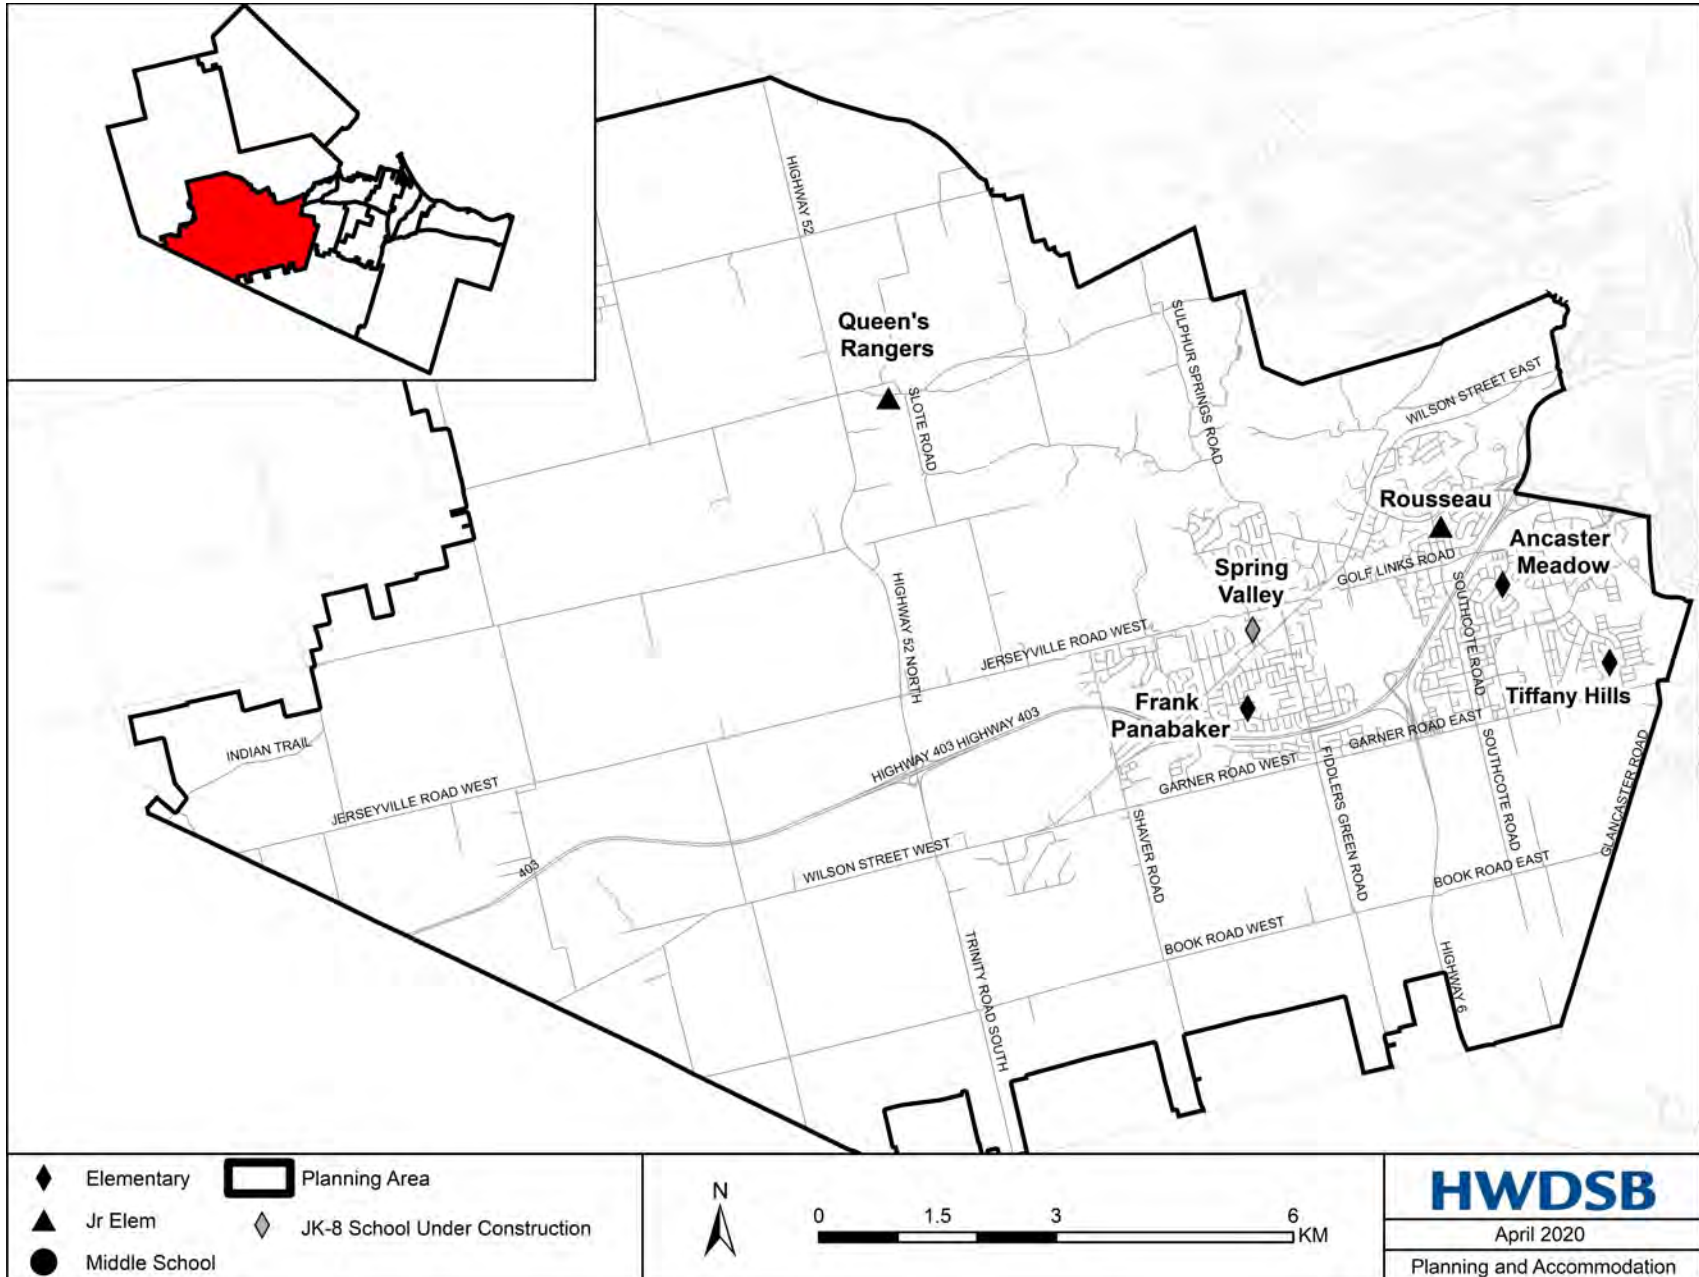 HIGHWAY 52
Queen's
Rangers
SLOTE ROAD
SULPHUR SPRINGS ROAD
WILSON STREET EAST
Rousseau
Ancaster
Meadow
Spring
Valley
GOLF LINKS ROAD
SOUTHCOTE ROAD
HIGHWAY 52 NORTH
JERSEYVILLE ROAD WEST
Frank
Panabaker
Tiffany Hills
INDIAN TRAIL
HIGHWAY 403
HIGHWAY 403
GARNER ROAD EAST
GARNER ROAD WEST
FIDDLERS GREEN ROAD
SOUTHCOTE ROAD
GLANCASTER ROAD
JERSEYVILLE ROAD WEST
403
WILSON STREET WEST
SHAVER ROAD
BOOK ROAD EAST
BOOK ROAD WEST
TRINITY ROAD SOUTH
HIGHWAY 6
Elementary
Planning Area
Jr Elem
JK-8 School Under Construction
Middle School
N
0 1.5 3 6
KM
HWDSB
April 2020
Planning and Accommodation